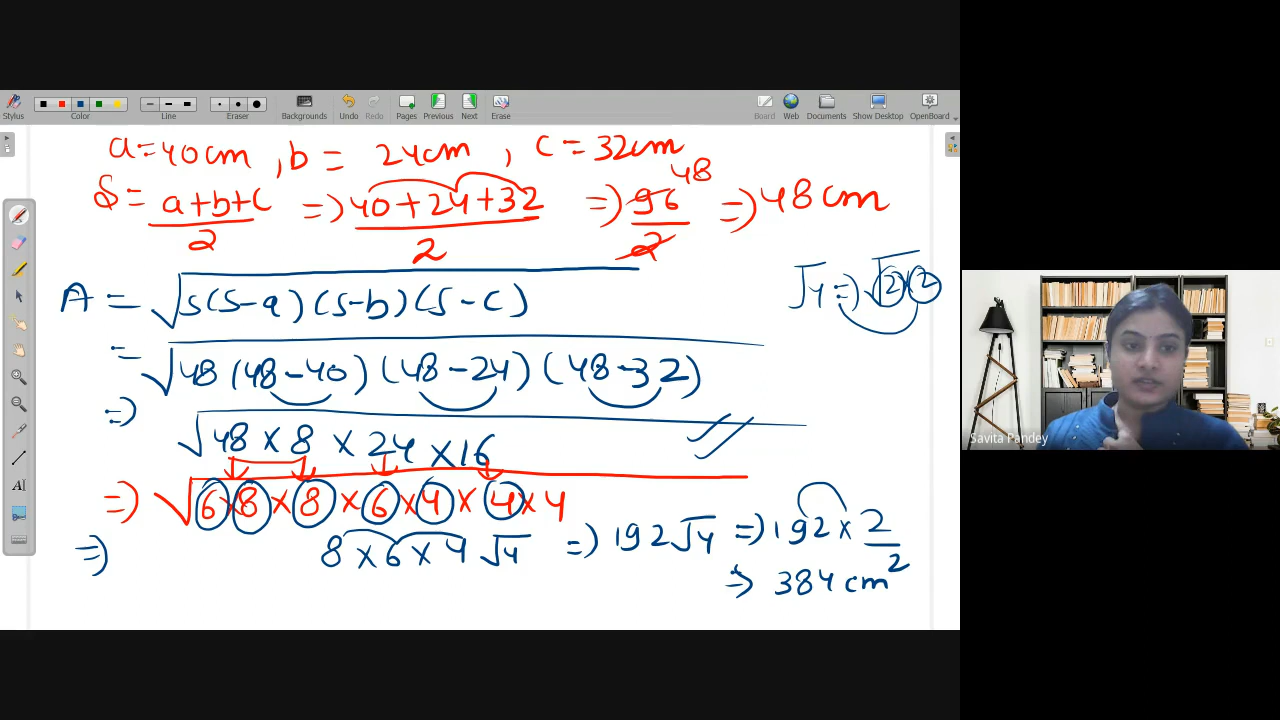 Stylus Color Line Eraser Backgrounds Undo Redo Pages Previous Next Erase Board Web Documents Show Desktop OpenBoard
a=40cm, b= 24cm, c=32cm
S= a+b+c/2 => 40+24+32/2 => 96/2 48 => 48 cm
A = √s(s-a)(s-b)(s-c)
√4 => √2×2
= √48(48-40)(48-24)(48-32)
=> √48×8×24×16
=> √6×8×8×6×4×4×4
=> 8×6×4√4 => 192√4 => 192×2
=> 384cm²
Savita Pandey